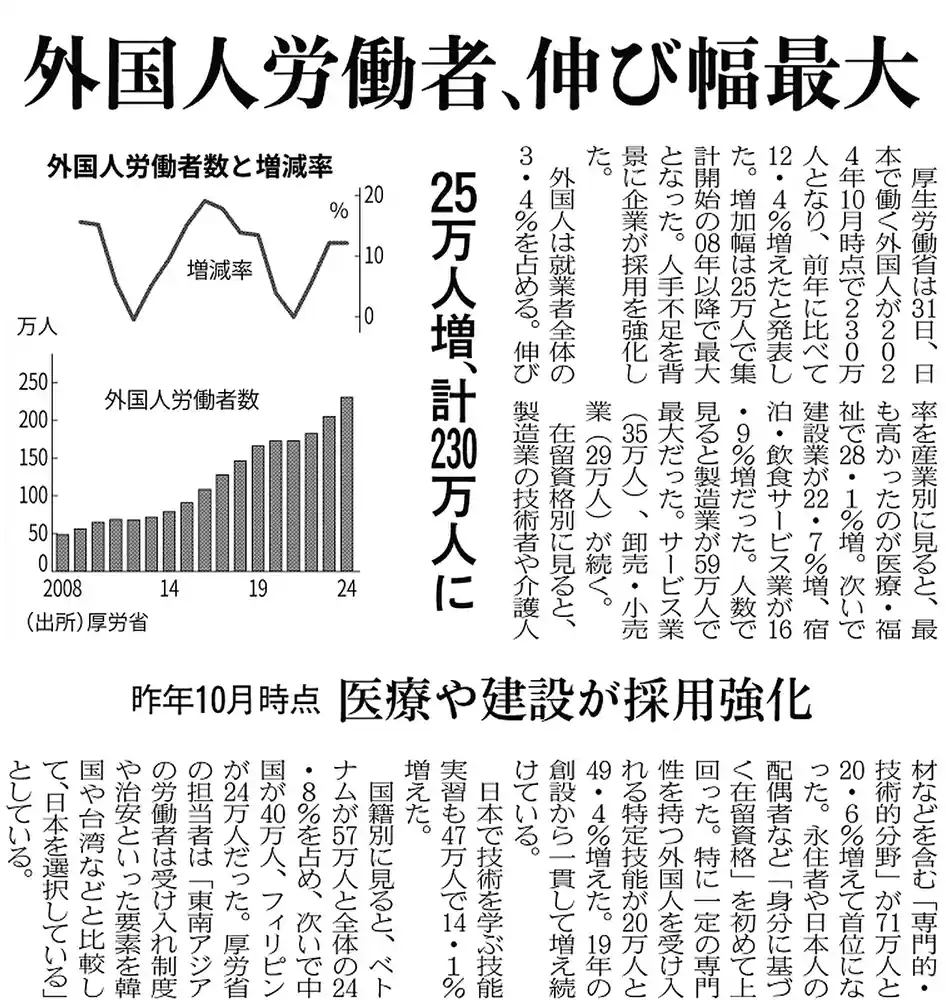 外国人労働者、伸び幅最大
25万人増、計230万人に
外国人労働者数と増減率
%
20
10
0
増減率
万人
外国人労働者数
250
200
150
100
50
0
2008
14
19
24
（出所）厚労省
厚生労働省は31日、日
本で働く外国人が202
4年10月時点で230万
人となり、前年に比べて
12・4%増えたと発表し
た。増加幅は25万人で集
計開始の08年以降で最大
となった。人手不足を背
景に企業が採用を強化し
た。
外国人は就業者全体の
3・4%を占める。伸び
率を産業別に見ると、最
も高かったのが医療・福
祉で28・1%増。次いで
建設業が22・7%増、宿
泊・飲食サービス業が16
・9%増だった。人数で
見ると製造業が59万人で
最大だった。サービス業
（35万人）、卸売・小売
業（29万人）が続く。
在留資格別に見ると、
製造業の技術者や介護人
昨年10月時点 医療や建設が採用強化
材などを含む「専門的・
技術的分野」が71万人と
20・6%増えて首位にな
った。永住者や日本人の
配偶者など「身分に基づ
く在留資格」を初めて上
回った。特に一定の専門
性を持つ外国人を受け入
れる特定技能が20万人と
49・4%増えた。19年の
創設から一貫して増え続
けている。
日本で技術を学ぶ技能
実習も47万人で14・1%
増えた。
国籍別に見ると、ベト
ナムが57万人と全体の24
・8%を占め、次いで中
国が40万人、フィリピン
が24万人だった。厚労省
の担当者は「東南アジア
の労働者は受け入れ制度
や治安といった要素を韓
国や台湾などと比較し
て、日本を選択している」
としている。